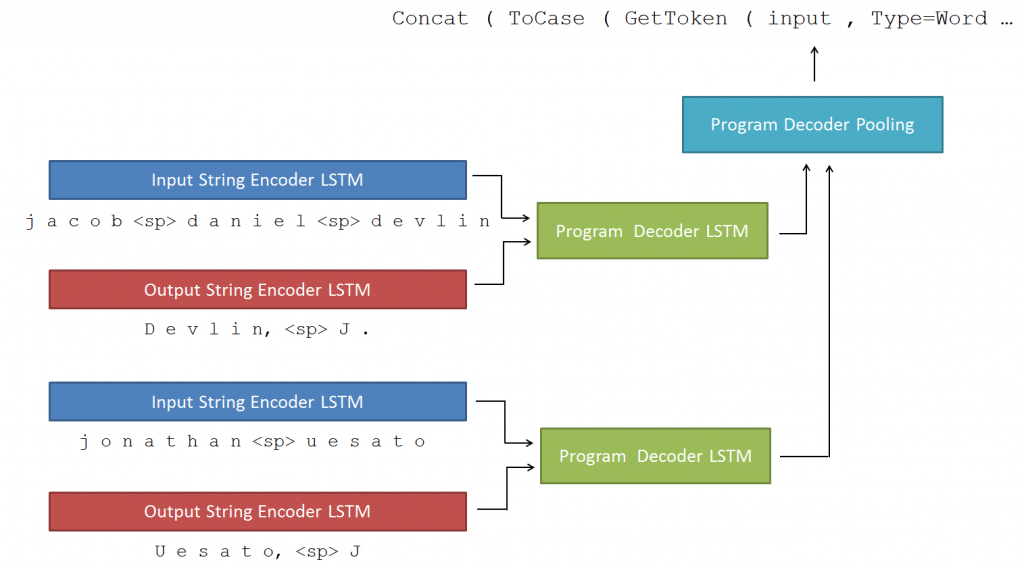 Concat ( ToCase ( GetToken ( input , Type=Word …
Program Decoder Pooling
Input String Encoder LSTM
j a c o b <sp> d a n i e l <sp> d e v l i n
Program Decoder LSTM
Output String Encoder LSTM
D e v l i n, <sp> J .
Input String Encoder LSTM
j o n a t h a n <sp> u e s a t o
Program Decoder LSTM
Output String Encoder LSTM
U e s a t o, <sp> J